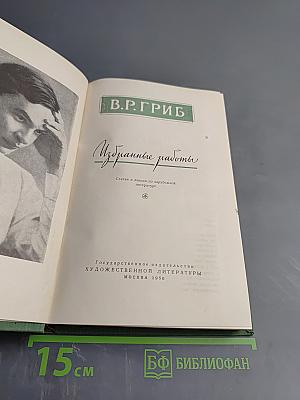 В.Р. ГРИБ
Избранные работы
Статьи и лекции по зарубежной
литературе
Государственное издательство
ХУДОЖЕСТВЕННОЙ ЛИТЕРАТУРЫ
МОСКВА 1956
15 см
БФ БИБЛИОФАН